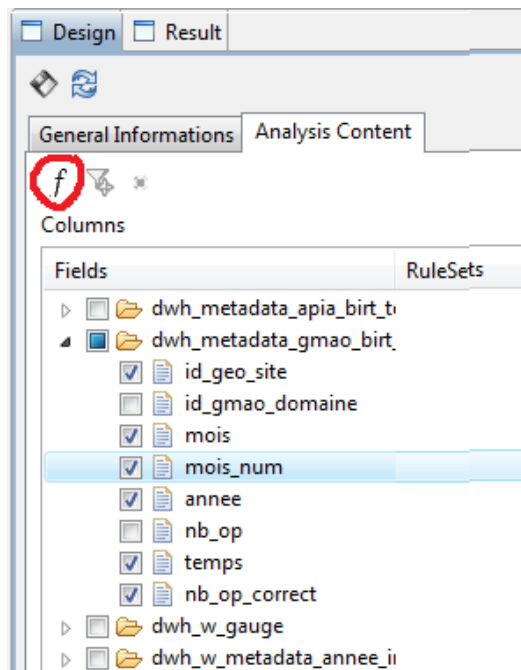 Design Result
General Informations Analysis Content
f
Columns
Fields RuleSets
dwh_metadata_apia_birt_t
dwh_metadata_gmao_birt_
id_geo_site
id_gmao_domaine
mois
mois_num
annee
nb_op
temps
nb_op_correct
dwh_w_gauge
dwh_w_metadata_annee_i